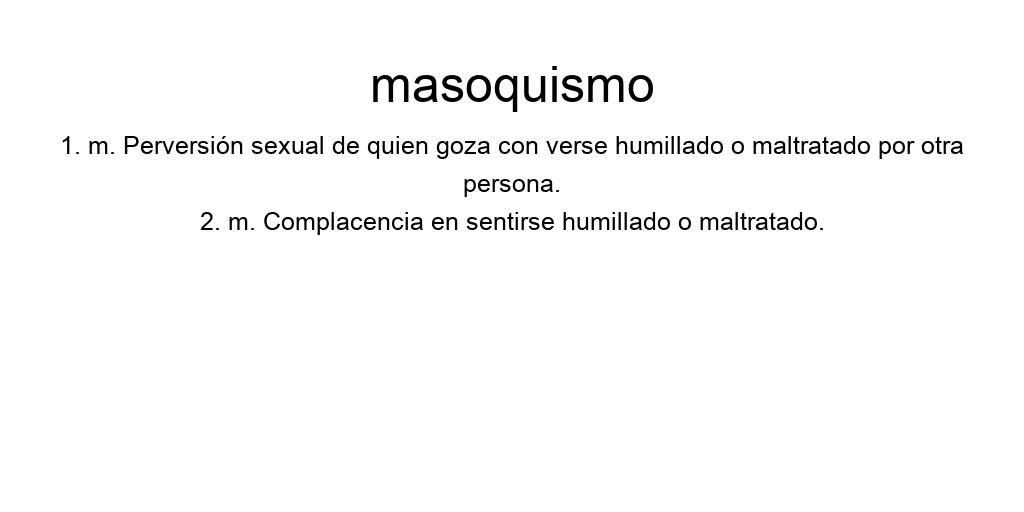 masoquismo
1. m. Perversión sexual de quien goza con verse humillado o maltratado por otra
persona.
2. m. Complacencia en sentirse humillado o maltratado.